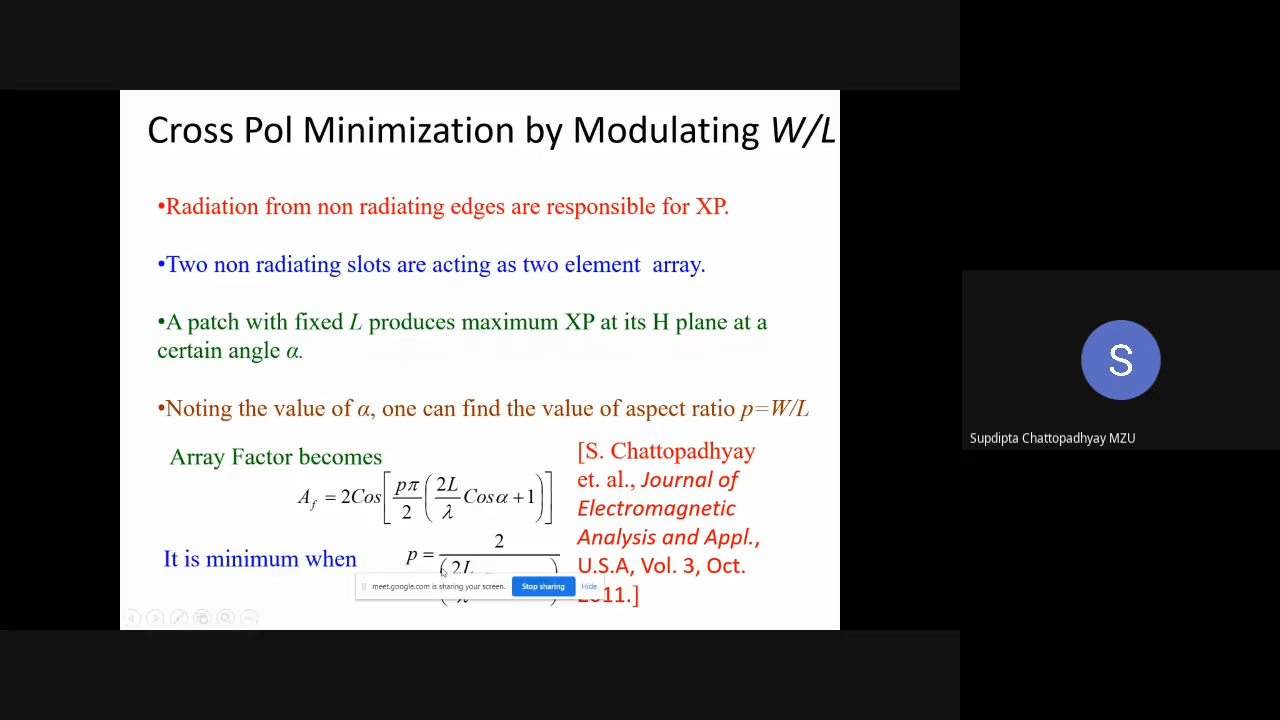 Cross Pol Minimization by Modulating W/L
•Radiation from non radiating edges are responsible for XP.
•Two non radiating slots are acting as two element array.
•A patch with fixed L produces maximum XP at its H plane at a
certain angle α.
•Noting the value of α, one can find the value of aspect ratio p=W/L
Array Factor becomes
A_f = 2Cos[pπ/2 (2L/λ Cosα + 1)]
It is minimum when
p = 2/(2L
[S. Chattopadhyay
et. al., Journal of
Electromagnetic
Analysis and Appl.,
U.S.A, Vol. 3, Oct.
2011.]
meet.google.com is sharing your screen. Stop sharing Hide
S
Supdipta Chattopadhyay MZU